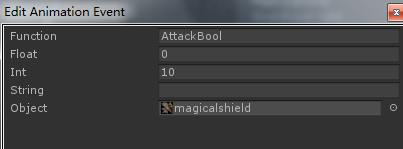 Edit Animation Event
Function AttackBool
Float 0
Int 10
String
Object magicalshield